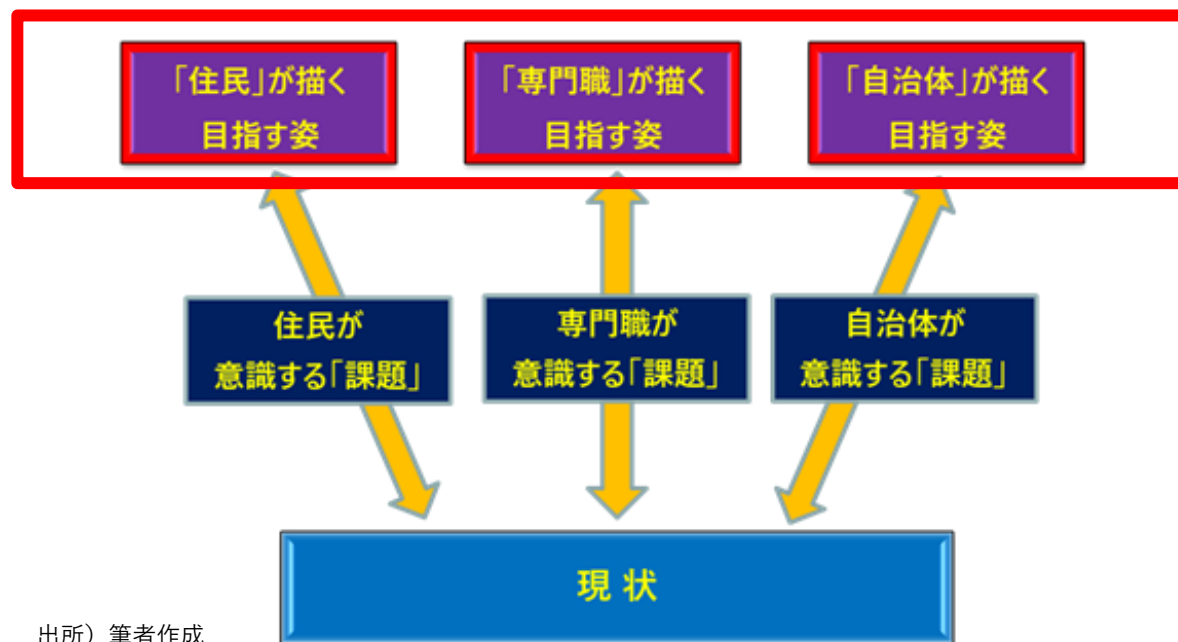 「住民」が描く
目指す姿
「専門職」が描く
目指す姿
「自治体」が描く
目指す姿
住民が
意識する「課題」
専門職が
意識する「課題」
自治体が
意識する「課題」
現 状
出所）筆者作成